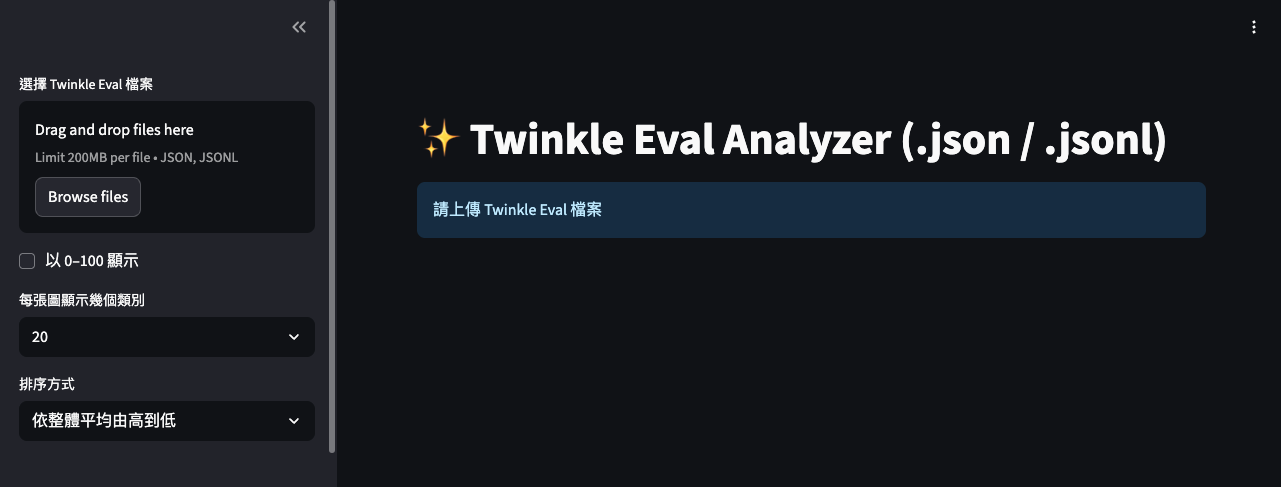 選擇 Twinkle Eval 檔案
Drag and drop files here
Limit 200MB per file • JSON, JSONL
Browse files
以 0–100 顯示
每張圖顯示幾個類別
20
排序方式
依整體平均由高到低
✨ Twinkle Eval Analyzer (.json / .jsonl)
請上傳 Twinkle Eval 檔案